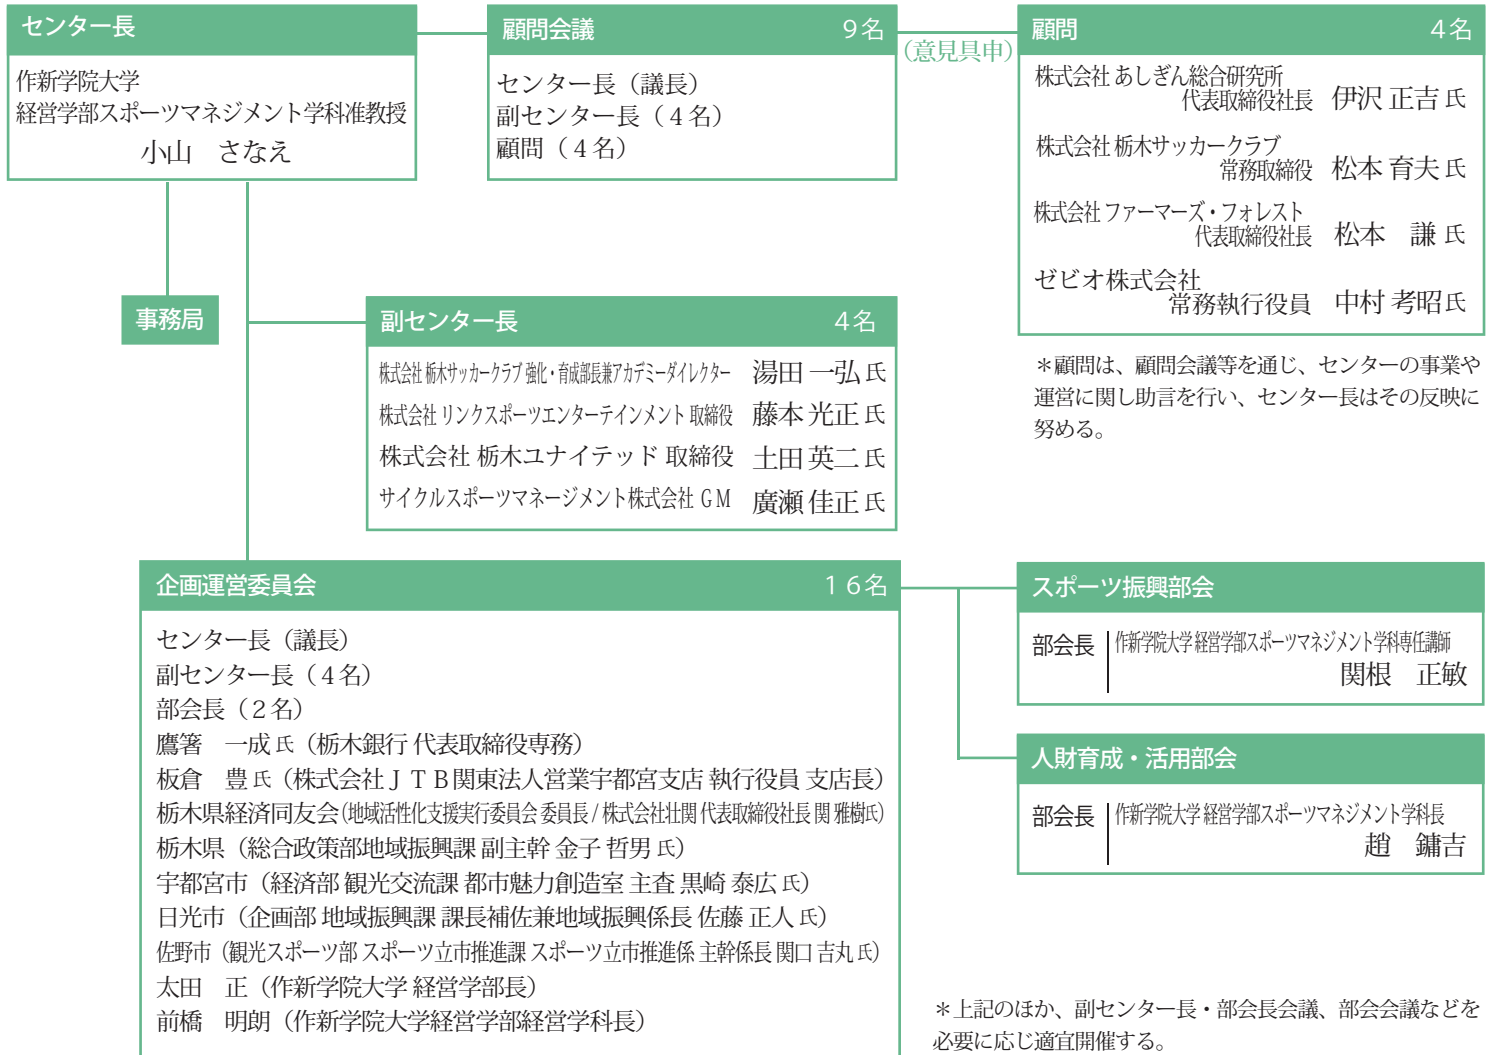 センター長
作新学院大学
経営学部スポーツマネジメント学科准教授
小山　さなえ
顧問会議　9名
センター長（議長）
副センター長（４名）
顧問（４名）
（意見具申）
顧問　4名
株式会社 あしぎん総合研究所
代表取締役社長　伊沢 正吉 氏
株式会社 栃木サッカークラブ
常務取締役　松本 育夫 氏
株式会社 ファーマーズ・フォレスト
代表取締役社長　松本　謙 氏
ゼビオ株式会社
常務執行役員　中村 考昭 氏
＊顧問は、顧問会議等を通じ、センターの事業や
運営に関し助言を行い、センター長はその反映に
努める。
事務局
副センター長　4名
株式会社 栃木サッカークラブ 強化・育成部長兼アカデミーダイレクター　湯田 一弘 氏
株式会社 リンクスポーツエンターテインメント 取締役　藤本 光正 氏
株式会社 栃木ユナイテッド 取締役　土田 英二 氏
サイクルスポーツマネージメント株式会社 ＧＭ　廣瀬 佳正 氏
企画運営委員会　１６名
センター長（議長）
副センター長（４名）
部会長（２名）
鷹箸　一成 氏（栃木銀行 代表取締役専務）
板倉　豊 氏（株式会社ＪＴＢ関東法人営業宇都宮支店 執行役員 支店長）
栃木県経済同友会（地域活性化支援実行委員会 委員長 / 株式会社壮関 代表取締役社長 関 雅樹氏）
栃木県（総合政策部地域振興課 副主幹 金子 哲男 氏）
宇都宮市（経済部 観光交流課 都市魅力創造室 主査 黒崎 泰広 氏）
日光市（企画部 地域振興課 課長補佐兼地域振興係長 佐藤 正人 氏）
佐野市（観光スポーツ部 スポーツ立市推進課 スポーツ立市推進係 主幹係長 関口 吉丸 氏）
太田　正（作新学院大学 経営学部長）
前橋　明朗（作新学院大学経営学部経営学科長）
スポーツ振興部会
部会長　作新学院大学 経営学部スポーツマネジメント学科専任講師
関根　正敏
人財育成・活用部会
部会長　作新学院大学 経営学部スポーツマネジメント学科長
趙　鏞吉
＊上記のほか、副センター長・部会長会議、部会会議などを
必要に応じ適宜開催する。